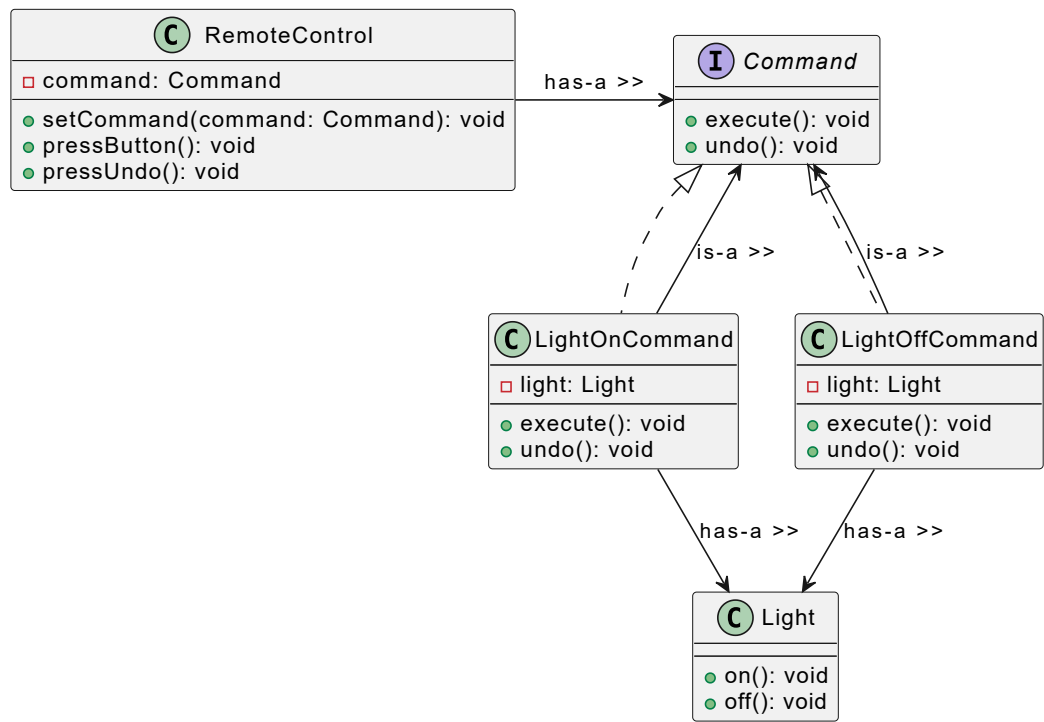 C RemoteControl
command: Command
setCommand(command: Command): void
pressButton(): void
pressUndo(): void
has-a >>
I Command
execute(): void
undo(): void
is-a >>
is-a >>
C LightOnCommand
light: Light
execute(): void
undo(): void
C LightOffCommand
light: Light
execute(): void
undo(): void
has-a >>
has-a >>
C Light
on(): void
off(): void